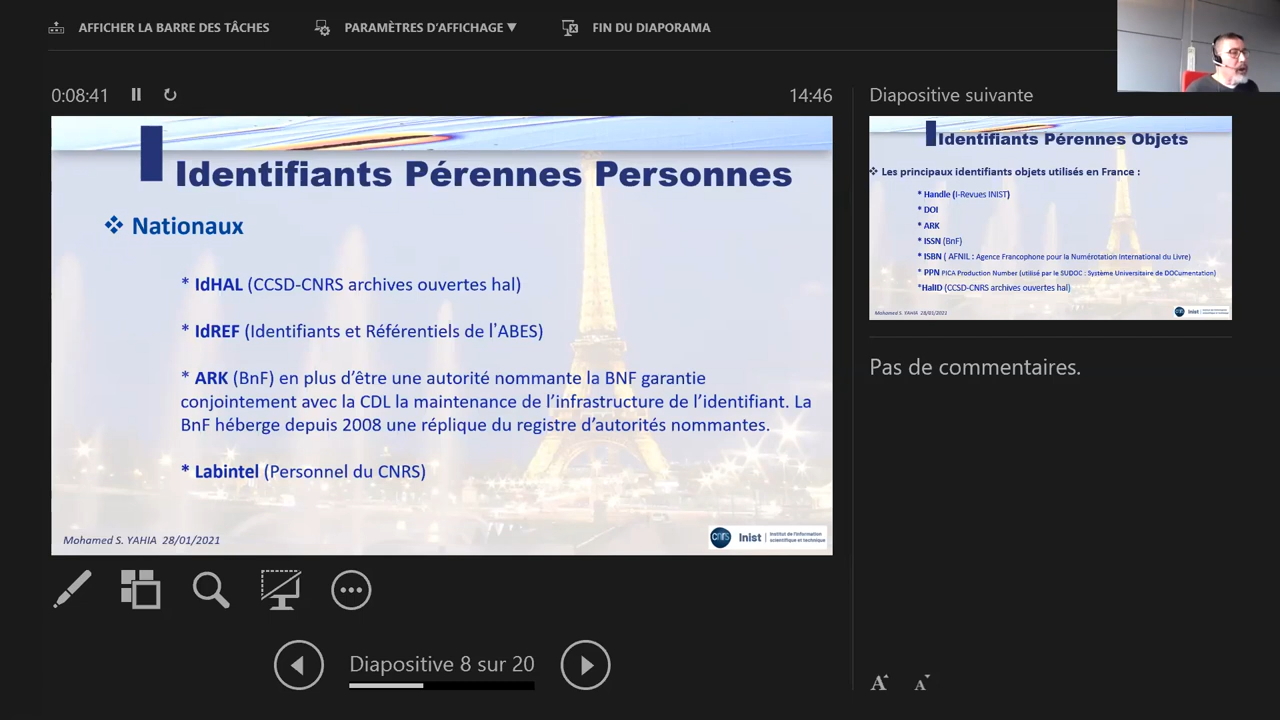 AFFICHER LA BARRE DES TÂCHES
PARAMÈTRES D'AFFICHAGE ▼
FIN DU DIAPORAMA
0:08:41
14:46
Identifiants Pérennes Personnes
❖ Nationaux
* IdHAL (CCSD-CNRS archives ouvertes hal)
* IdREF (Identifiants et Référentiels de l'ABES)
* ARK (BnF) en plus d'être une autorité nommante la BNF garantie
conjointement avec la CDL la maintenance de l'infrastructure de l'identifiant. La
BnF héberge depuis 2008 une réplique du registre d'autorités nommantes.
* Labintel (Personnel du CNRS)
Mohamed S. YAHIA 28/01/2021
cnrs Inist Institut de l'information
scientifique et technique
Diapositive 8 sur 20
Diapositive suivante
Identifiants Pérennes Objets
❖ Les principaux identifiants objets utilisés en France :
* Handle (I-Revues INIST)
* DOI
* ARK
* ISSN (BnF)
* ISBN ( AFNIL : Agence Francophone pour la Numérotation International du Livre)
* PPN PICA Production Number (utilisé par le SUDOC : Système Universitaire de DOCumentation)
*HalID (CCSD-CNRS archives ouvertes hal)
Mohamed S. YAHIA 28/01/2021
Inist
Pas de commentaires.
A A